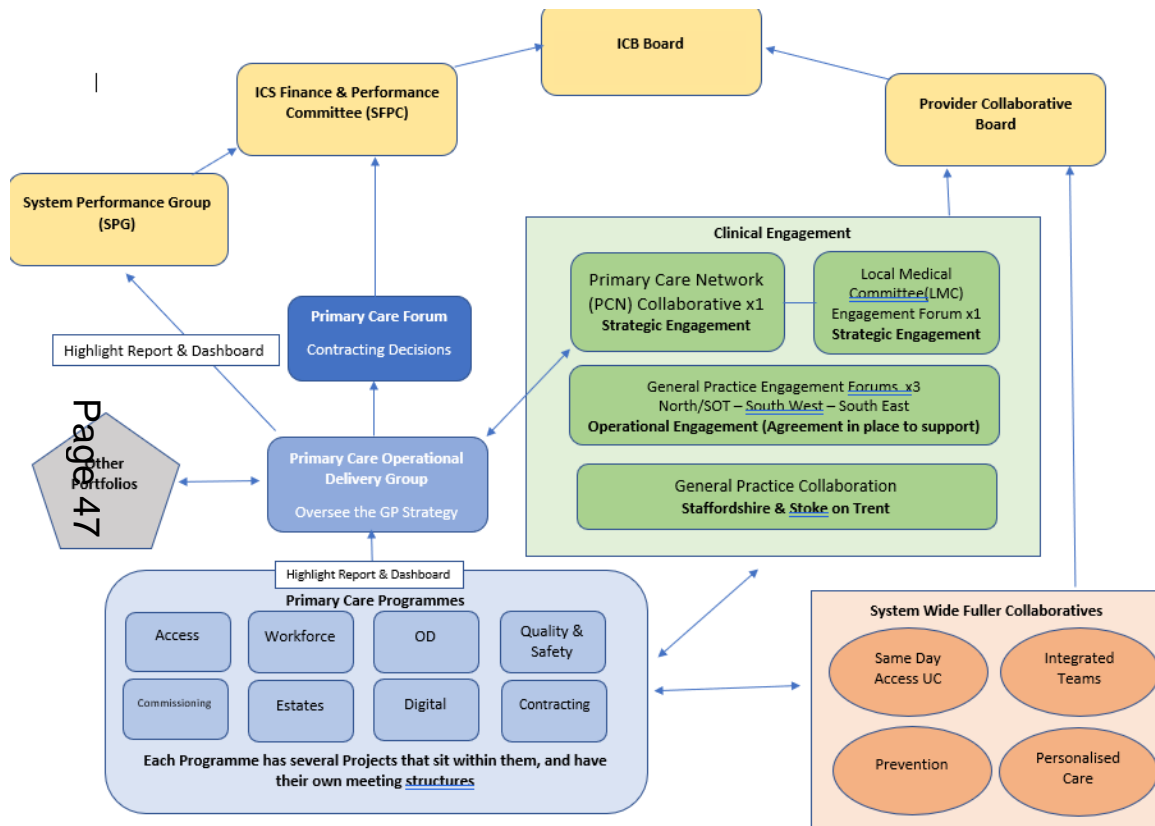 ICB Board
ICS Finance & Performance
Committee (SFPC)
Provider Collaborative
Board
System Performance Group
(SPG)
Clinical Engagement
Primary Care Network
(PCN) Collaborative x1
Strategic Engagement
Local Medical
Committee(LMC)
Engagement Forum x1
Strategic Engagement
Primary Care Forum
Contracting Decisions
Highlight Report & Dashboard
General Practice Engagement Forums x3
North/SOT – South West – South East
Operational Engagement (Agreement in place to support)
Page 47
Other
Portfolios
Primary Care Operational
Delivery Group
Oversee the GP Strategy
General Practice Collaboration
Staffordshire & Stoke on Trent
Highlight Report & Dashboard
Primary Care Programmes
Access
Workforce
OD
Quality &
Safety
Commissioning
Estates
Digital
Contracting
Each Programme has several Projects that sit within them, and have
their own meeting structures
System Wide Fuller Collaboratives
Same Day
Access UC
Integrated
Teams
Prevention
Personalised
Care